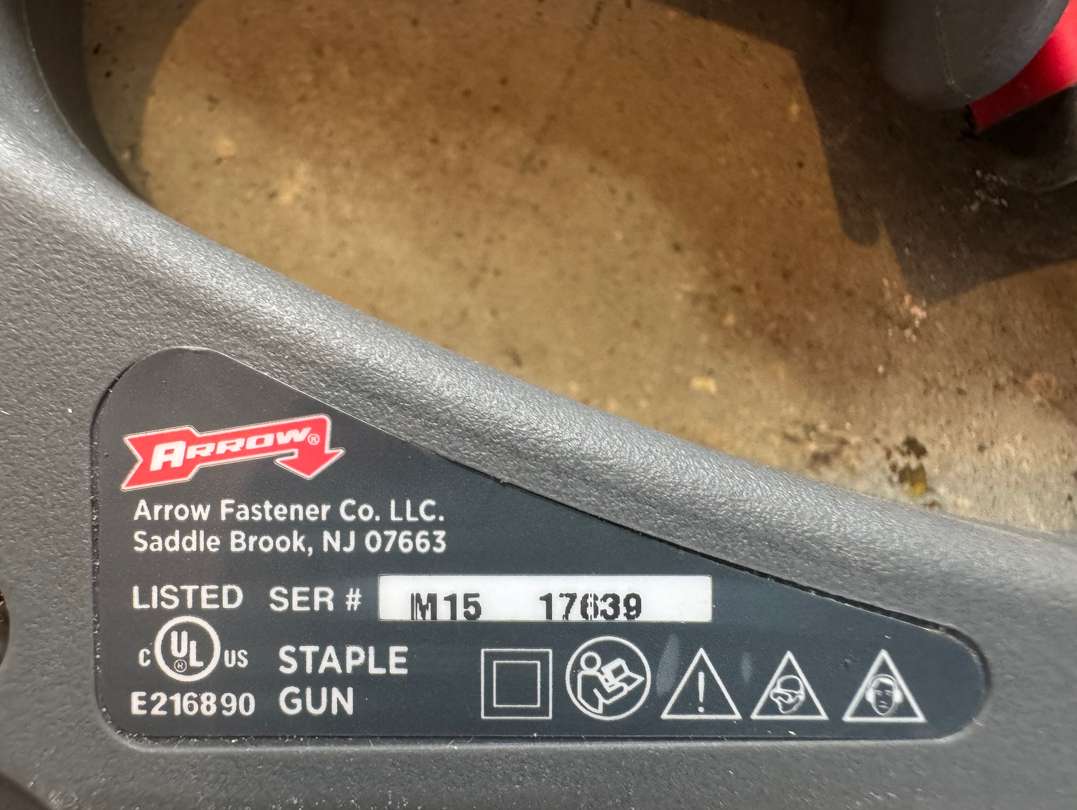 ARROW®
Arrow Fastener Co. LLC.
Saddle Brook, NJ 07663
LISTED SER # M15 17639
C UL ® US STAPLE
E216890 GUN